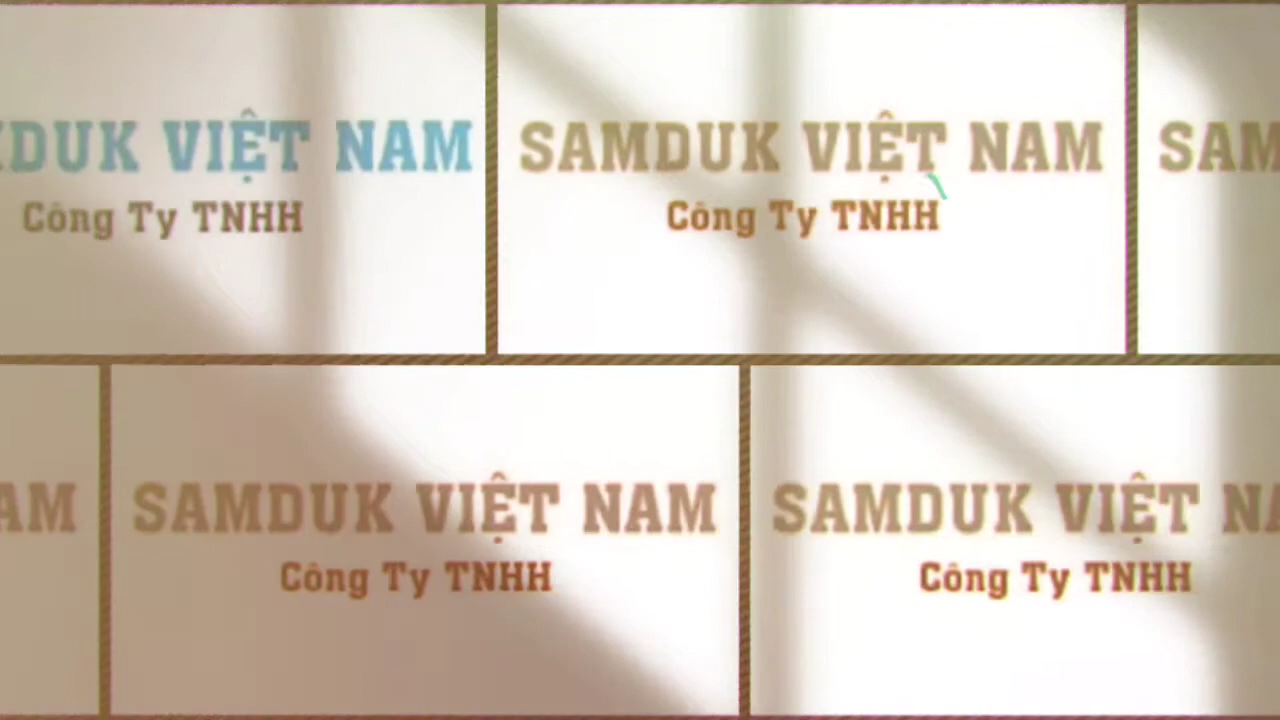 DUK VIỆT NAM
Công Ty TNHH
SAMDUK VIỆT NAM
Công Ty TNHH
SAM
AM
SAMDUK VIỆT NAM
Công Ty TNHH
SAMDUK VIỆT NA
Công Ty TNHH